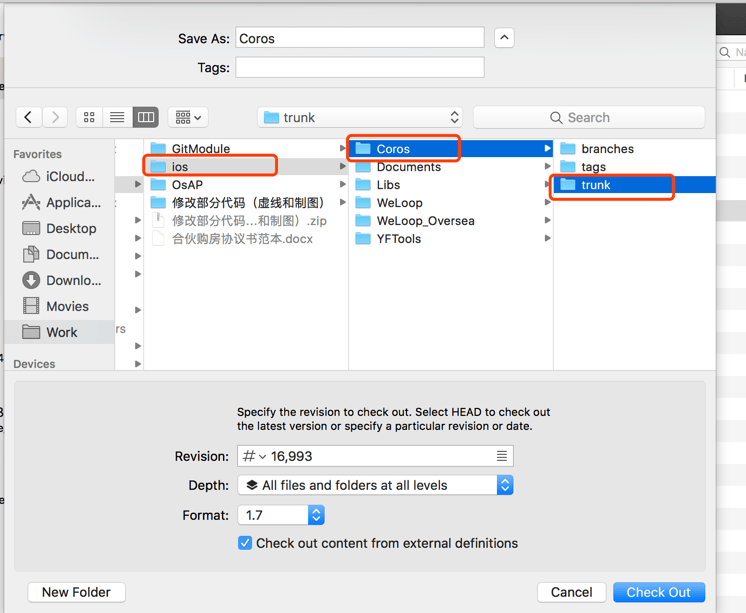 Save As: Coros
Tags:
trunk
Search
Favorites
iCloud...
Applica...
Desktop
Docum...
Downlo...
Movies
Work
Devices
rs
GitModule
ios
OsAP
修改部分代码（虚线和制图）
修改部分代码...和制图）.zip
合伙购房协议书范本.docx
Coros
Documents
Libs
WeLoop
WeLoop_Oversea
YFTools
branches
tags
trunk
Specify the revision to check out. Select HEAD to check out
the latest version or specify a particular revision or date.
Revision: # 16,993
Depth: All files and folders at all levels
Format: 1.7
Check out content from external definitions
New Folder
Cancel
Check Out